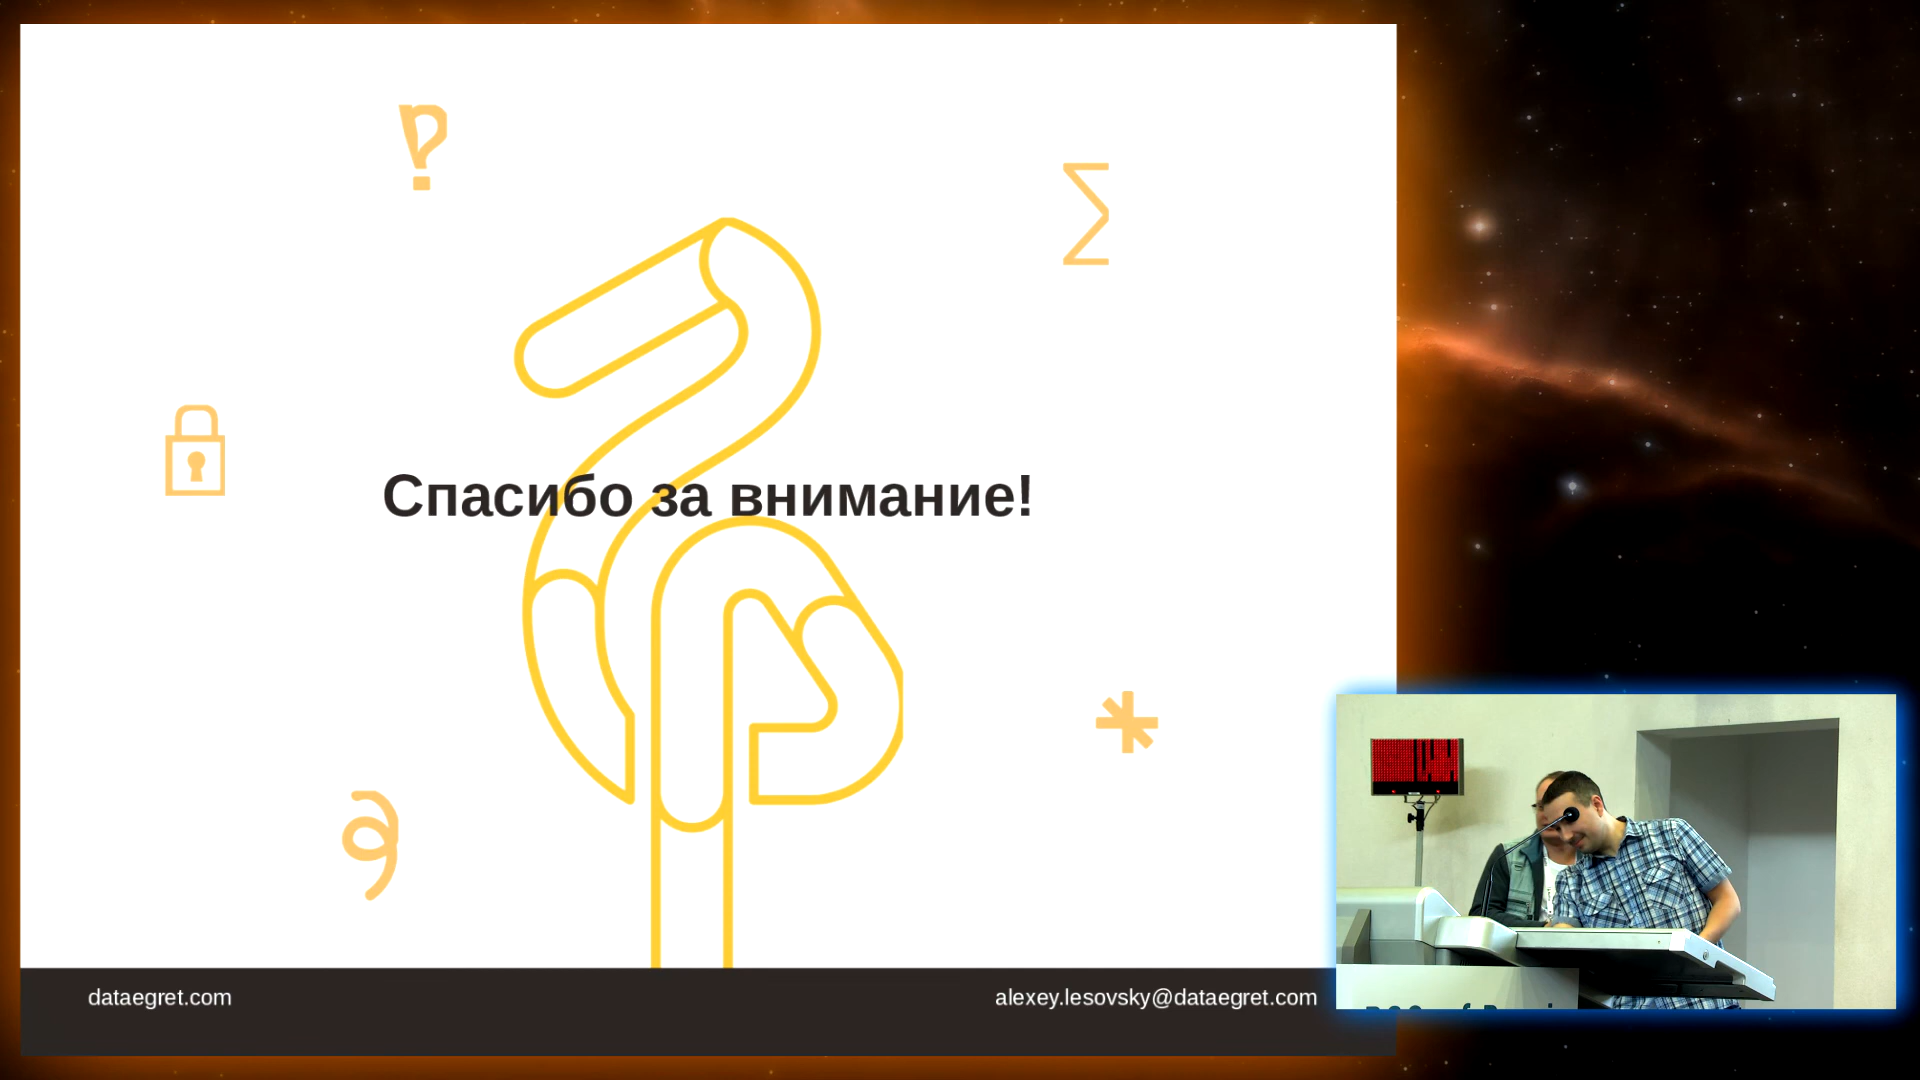 Спасибо за внимание!
dataegret.com
alexey.lesovsky@dataegret.com